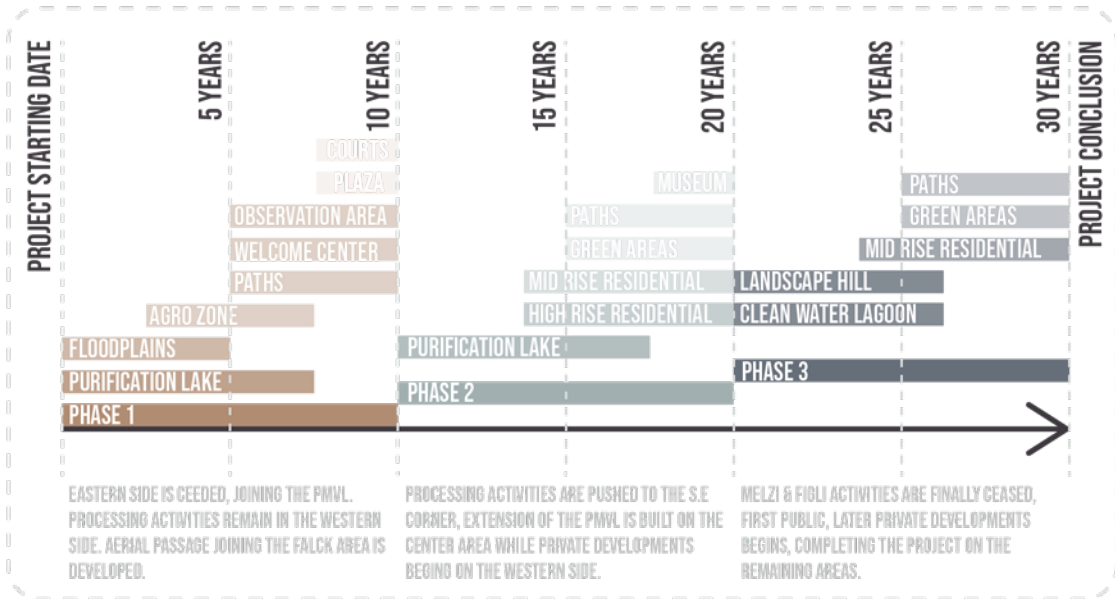 PROJECT STARTING DATE
5 YEARS
10 YEARS
15 YEARS
20 YEARS
25 YEARS
30 YEARS
PROJECT CONCLUSION
COURTS
PLAZA
OBSERVATION AREA
WELCOME CENTER
PATHS
AGRO ZONE
FLOODPLAINS
PURIFICATION LAKE
PHASE 1
MUSEUM
PATHS
GREEN AREAS
MID RISE RESIDENTIAL
HIGH RISE RESIDENTIAL
PURIFICATION LAKE
PHASE 2
PATHS
GREEN AREAS
MID RISE RESIDENTIAL
LANDSCAPE HILL
CLEAN WATER LAGOON
PHASE 3
EASTERN SIDE IS CEEDED, JOINING THE PMVL.
PROCESSING ACTIVITIES REMAIN IN THE WESTERN
SIDE. AERIAL PASSAGE JOINING THE FALCK AREA IS
DEVELOPED.
PROCESSING ACTIVITIES ARE PUSHED TO THE S.E
CORNER, EXTENSION OF THE PMVL IS BUILT ON THE
CENTER AREA WHILE PRIVATE DEVELOPMENTS
BEGING ON THE WESTERN SIDE.
MELZI & FIGLI ACTIVITIES ARE FINALLY CEASED,
FIRST PUBLIC, LATER PRIVATE DEVELOPMENTS
BEGINS, COMPLETING THE PROJECT ON THE
REMAINING AREAS.